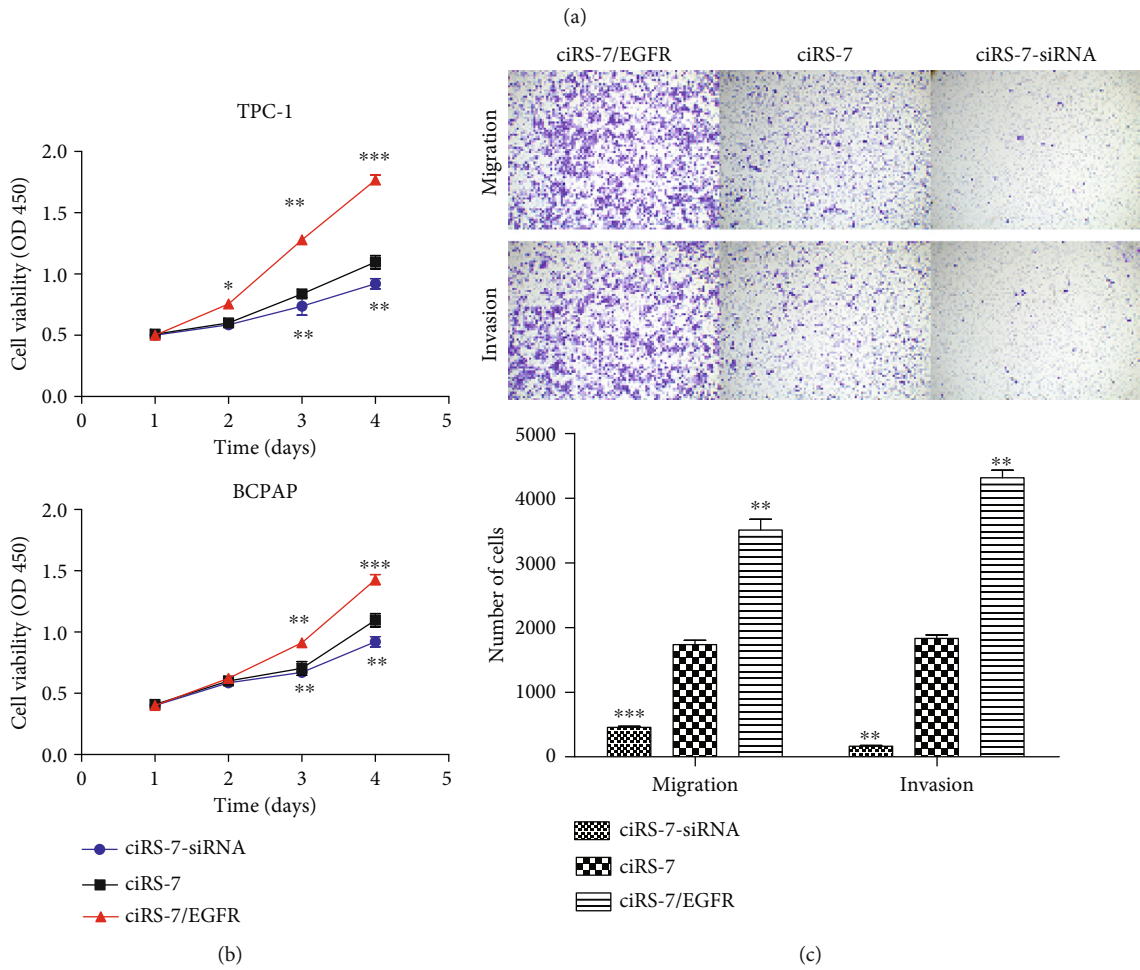 (a)
TPC-1
2.0
1.5
1.0
0.5
0.0
Cell viability (OD 450)
*
**
***
**
**
0 1 2 3 4 5
Time (days)
BCPAP
2.0
1.5
1.0
0.5
0.0
Cell viability (OD 450)
**
***
**
**
0 1 2 3 4 5
Time (days)
ciRS-7-siRNA
ciRS-7
ciRS-7/EGFR
(b)
ciRS-7/EGFR ciRS-7 ciRS-7-siRNA
Migration
Invasion
5000
4000
3000
2000
1000
0
Number of cells
***
**
**
**
Migration Invasion
ciRS-7-siRNA
ciRS-7
ciRS-7/EGFR
(c)